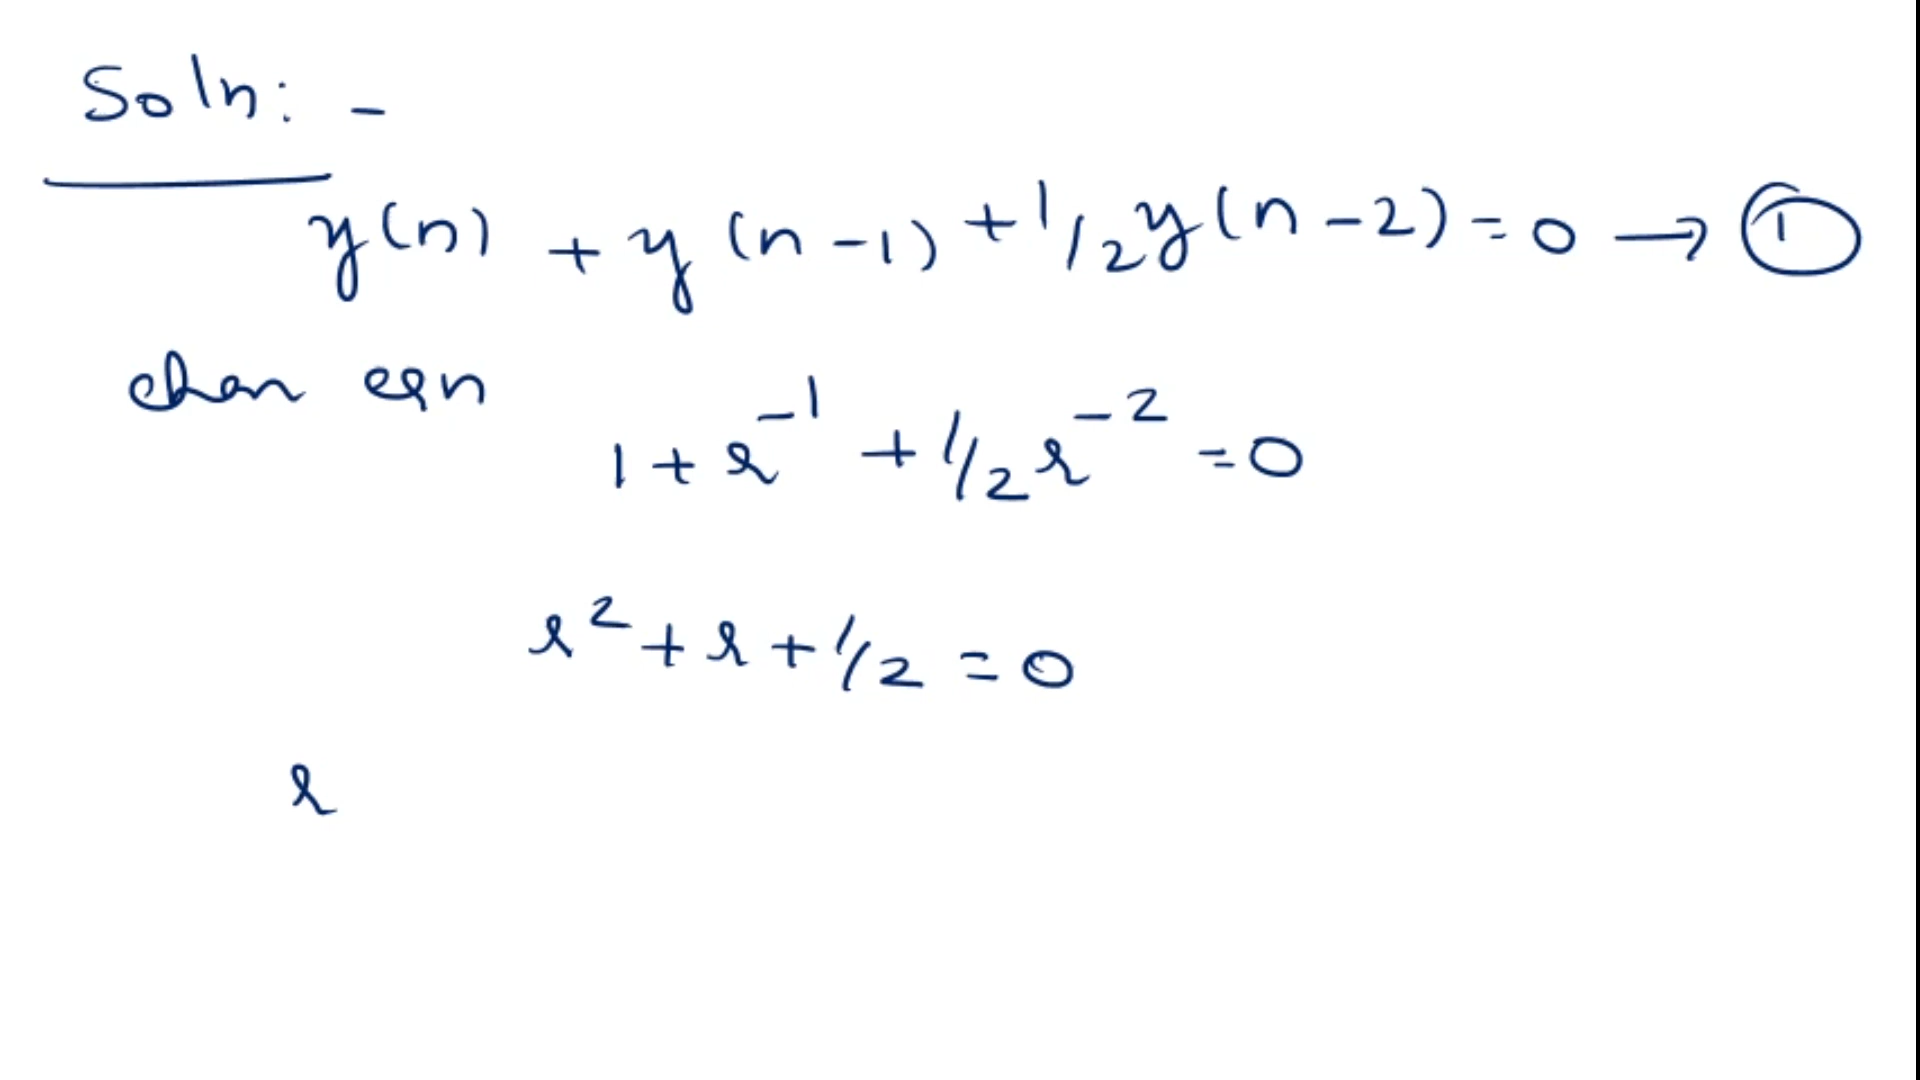 Soln: -
y(n) + y(n-1) + 1/2 y(n-2) = 0 → ①
char eqn
1 + r^-1 + 1/2 r^-2 = 0
r^2 + r + 1/2 = 0
r